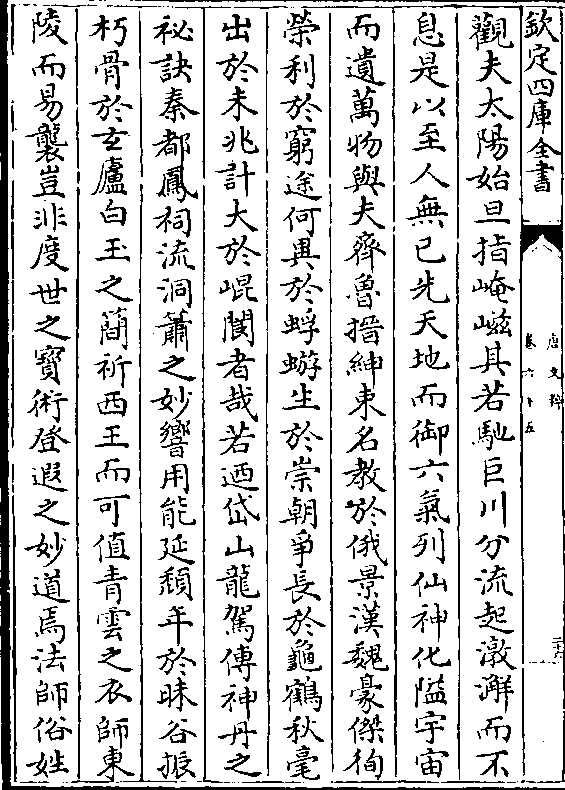 欽定四庫全書
唐文粹
卷六十五
二十六
觀夫太陽始旦指崦嵫其若馳巨川分流起激澥而不
息是以至人無已先天地而御六氣列仙神化隘宇宙
而遺萬物與夫齊魯搢紳束名教於俄景漢魏豪傑徇
榮利於窮途何異於蜉蝣生於崇朝爭長於龜鶴秋毫
出於未兆計大於崐閬者哉若迺岱山龍駕傳神丹之
祕訣秦都鳳祠流洞簫之妙響用能延頽年於昧谷振
朽骨於玄廬白玉之蕳祈西王而可值青雲之衣師東
陵而易襲豈非度世之寳術登遐之妙道焉法師俗姓